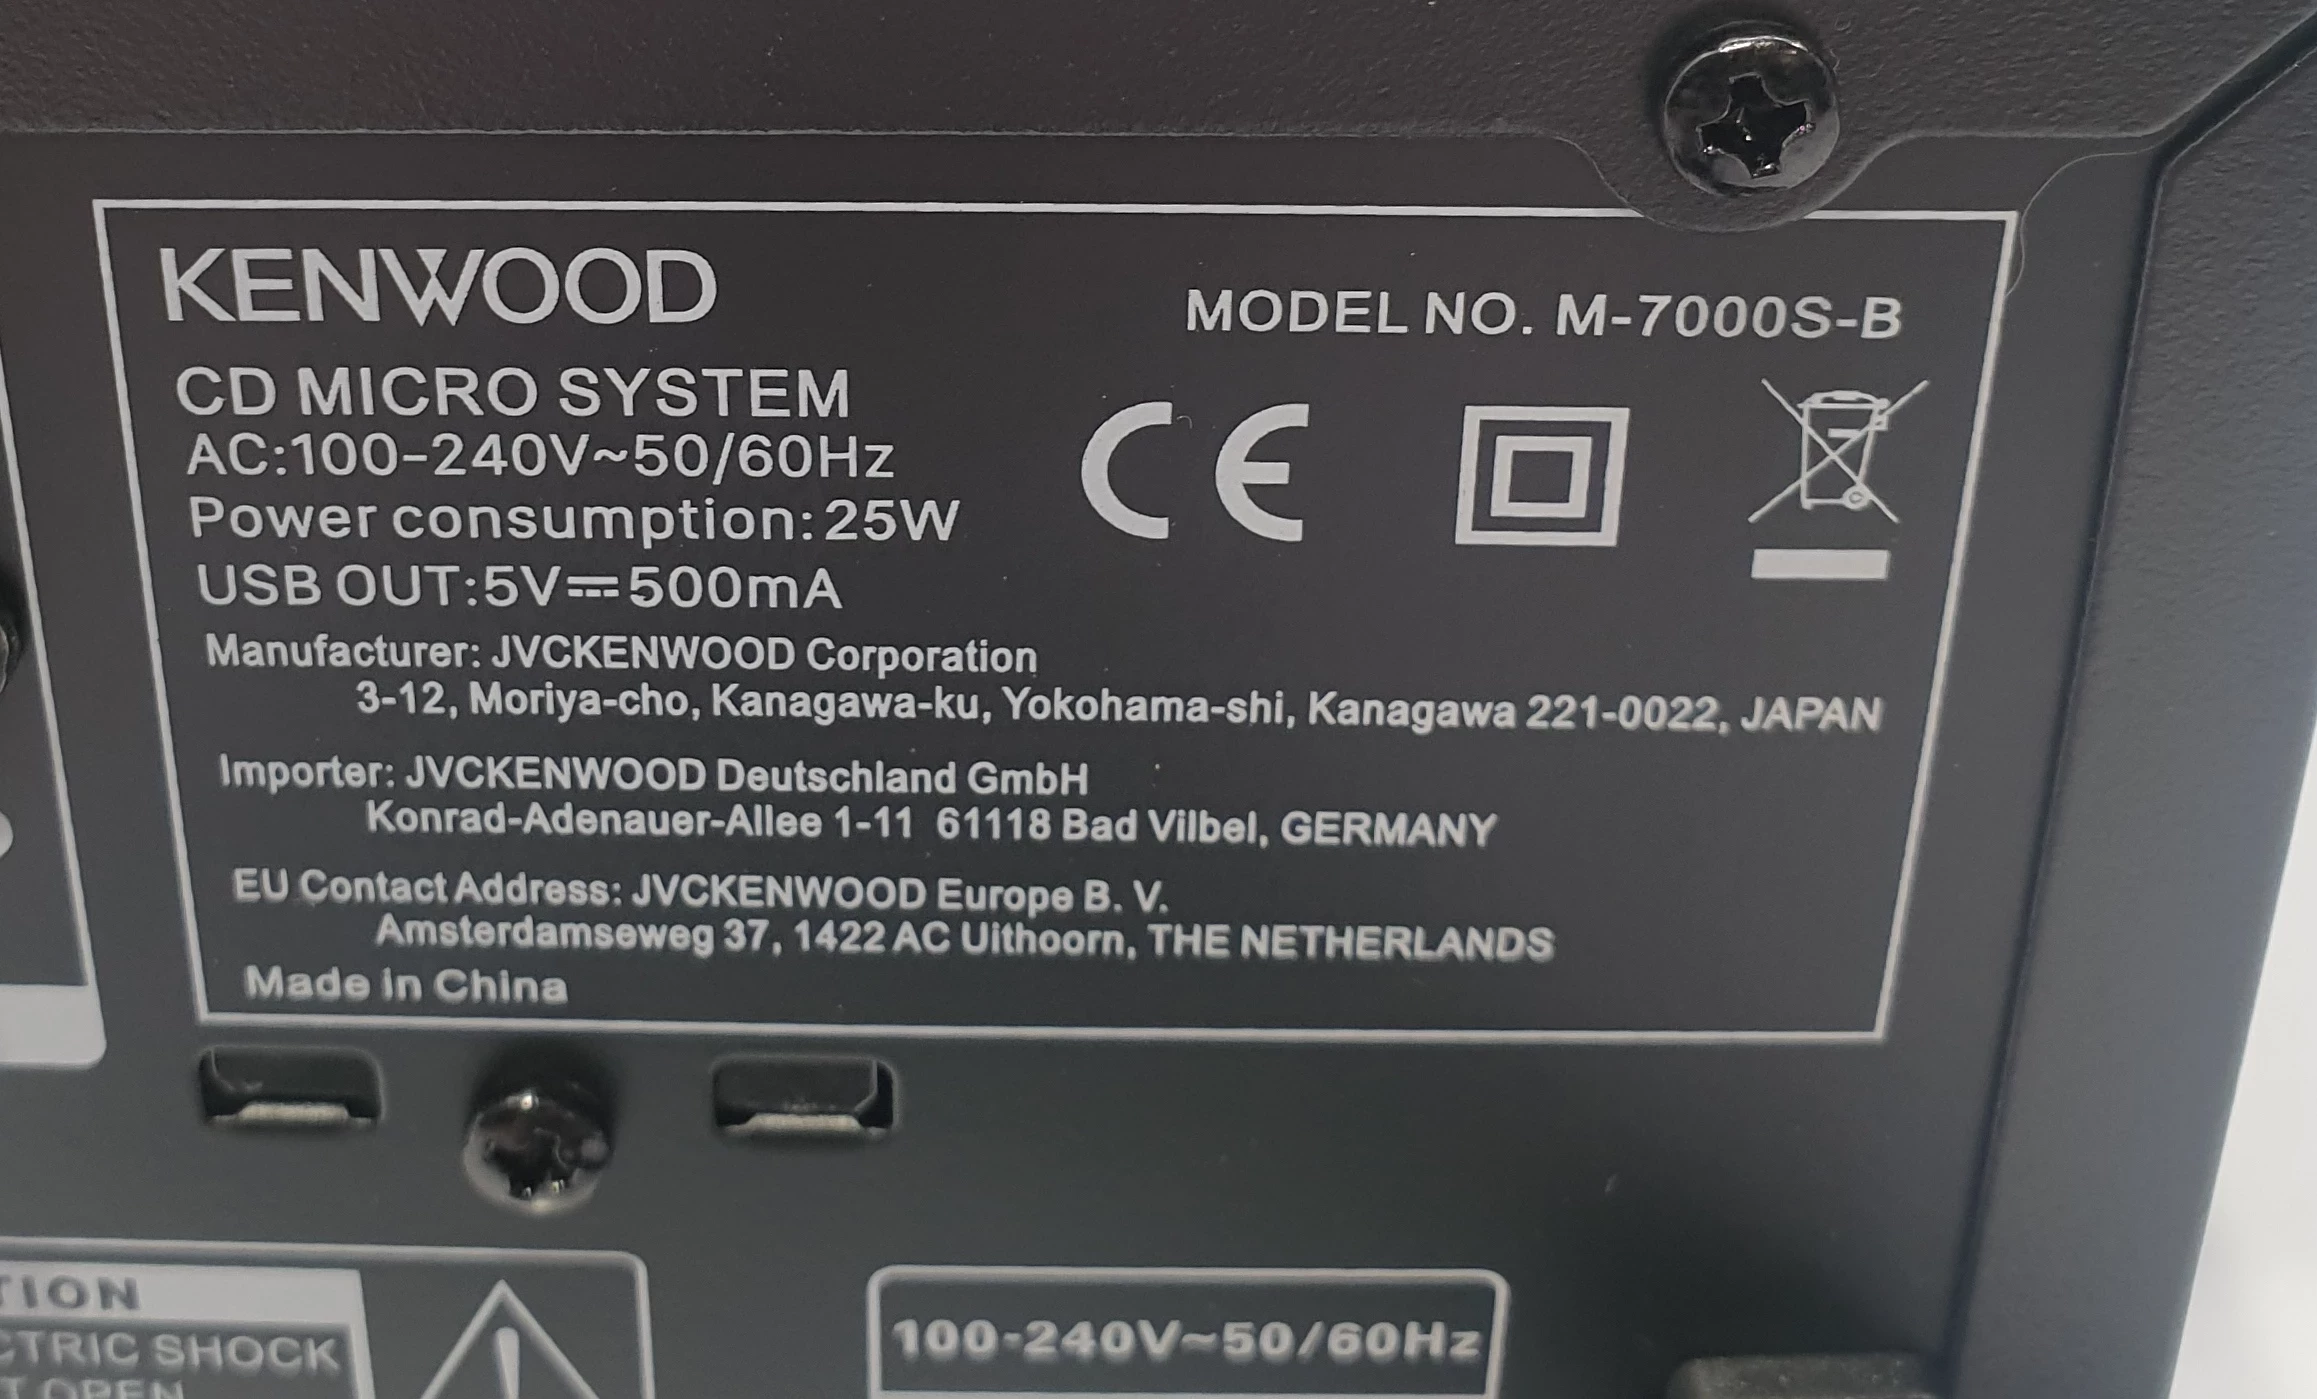 KENWOOD
MODEL NO. M-7000S-B
CD MICRO SYSTEM
AC:100-240V~50/60Hz
Power consumption:25W
USB OUT:5V⎓500mA
CE
Manufacturer: JVCKENWOOD Corporation
3-12, Moriya-cho, Kanagawa-ku, Yokohama-shi, Kanagawa 221-0022, JAPAN
Importer: JVCKENWOOD Deutschland GmbH
Konrad-Adenauer-Allee 1-11 61118 Bad Vilbel, GERMANY
EU Contact Address: JVCKENWOOD Europe B. V.
Amsterdamseweg 37, 1422 AC Uithoorn, THE NETHERLANDS
Made in China
TION
CTRIC SHOCK
T OPEN
100-240V~50/60Hz